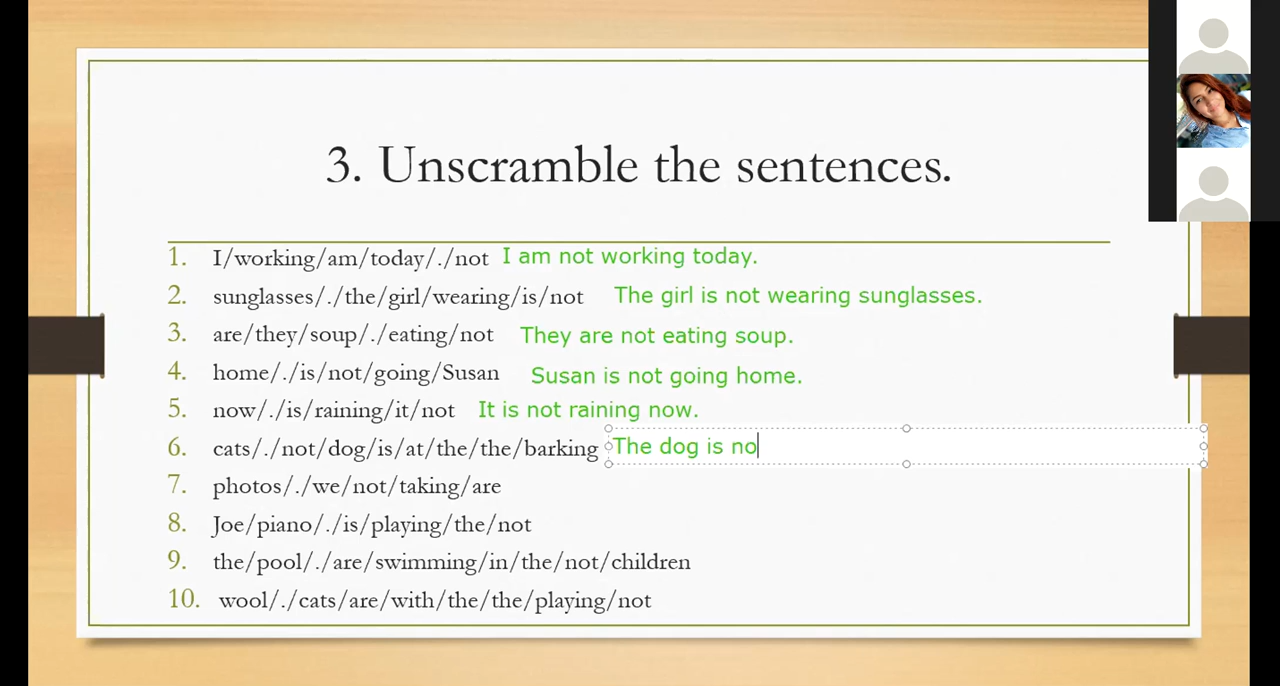 3. Unscramble the sentences.
1. I/working/am/today/./not I am not working today.
2. sunglasses/./the/girl/wearing/is/not The girl is not wearing sunglasses.
3. are/they/soup/./eating/not They are not eating soup.
4. home/./is/not/going/Susan Susan is not going home.
5. now/./is/raining/it/not It is not raining now.
6. cats/./not/dog/is/at/the/the/barking The dog is no
7. photos/./we/not/taking/are
8. Joe/piano/./is/playing/the/not
9. the/pool/./are/swimming/in/the/not/children
10. wool/./cats/are/with/the/the/playing/not